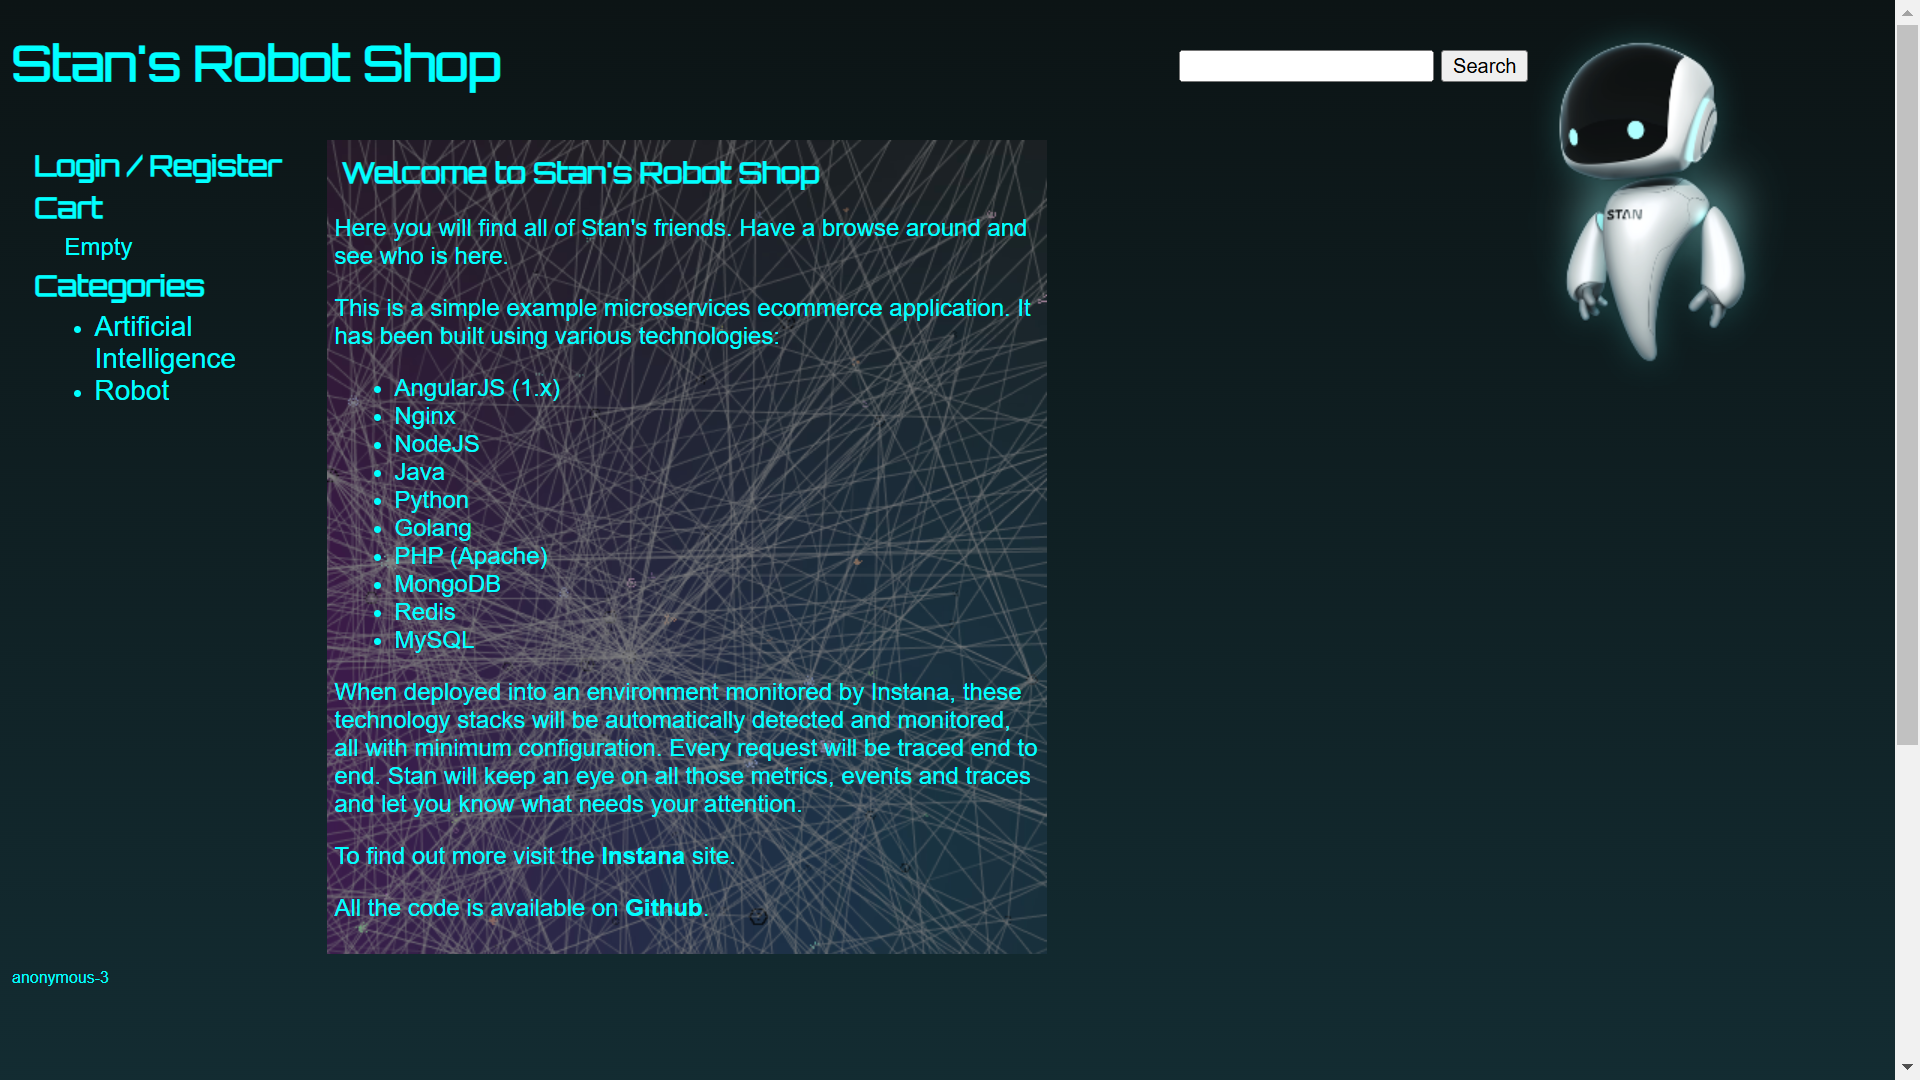 Stan's Robot Shop
Search
STAN
Login / Register
Cart
Empty
Categories
Artificial
Intelligence
Robot
Welcome to Stan's Robot Shop
Here you will find all of Stan's friends. Have a browse around and
see who is here.
This is a simple example microservices ecommerce application. It
has been built using various technologies:
AngularJS (1.x)
Nginx
NodeJS
Java
Python
Golang
PHP (Apache)
MongoDB
Redis
MySQL
When deployed into an environment monitored by Instana, these
technology stacks will be automatically detected and monitored,
all with minimum configuration. Every request will be traced end to
end. Stan will keep an eye on all those metrics, events and traces
and let you know what needs your attention.
To find out more visit the Instana site.
All the code is available on Github.
anonymous-3